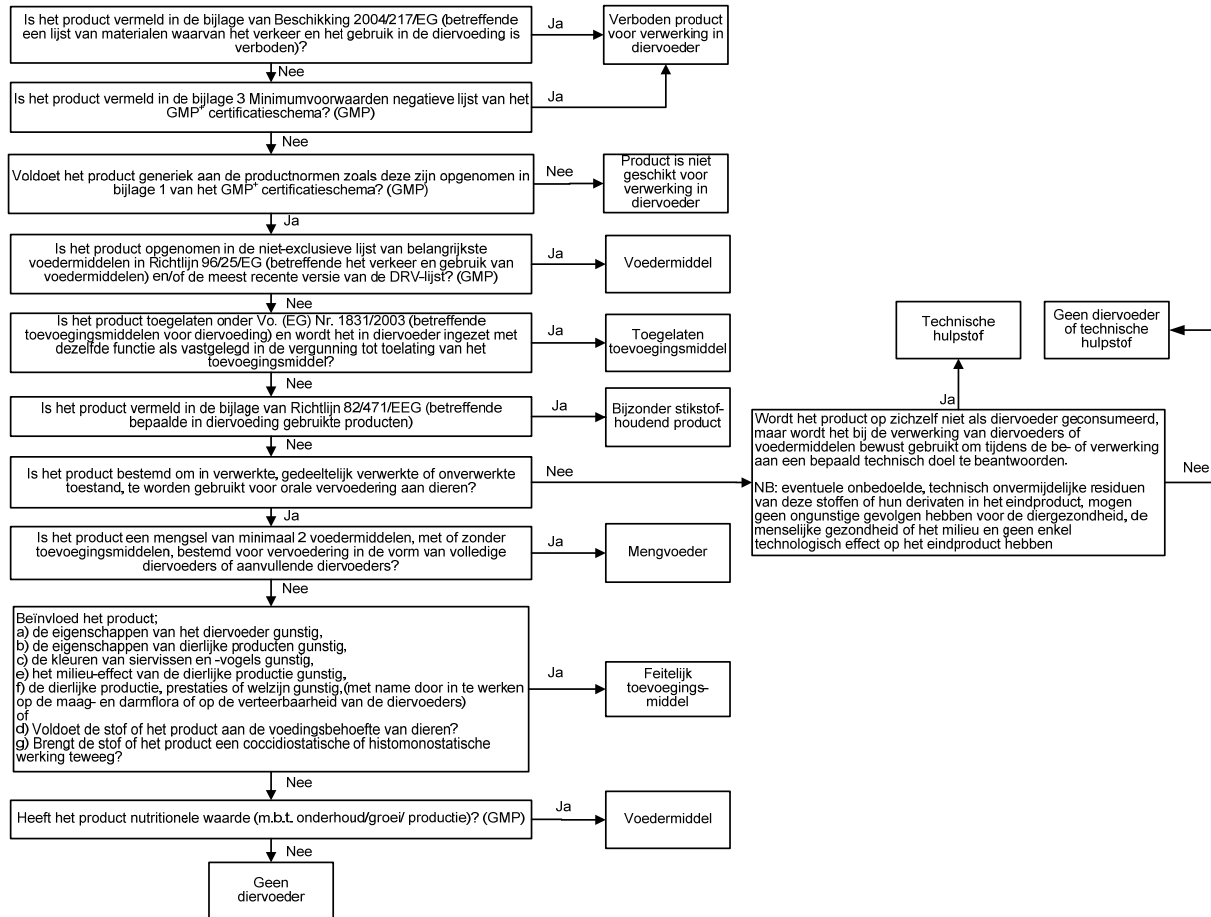 Is het product vermeld in de bijlage van Beschikking 2004/217/EG (betreffende
een lijst van materialen waarvan het verkeer en het gebruik in de diervoeding is
verboden)?
Ja
Verboden product
voor verwerking in
diervoeder
Nee
Is het product vermeld in de bijlage 3 Minimumvoorwaarden negatieve lijst van het
GMP+ certificatieschema? (GMP)
Ja
Nee
Voldoet het product generiek aan de productnormen zoals deze zijn opgenomen in
bijlage 1 van het GMP+ certificatieschema? (GMP)
Nee
Product is niet
geschikt voor
verwerking in
diervoeder
Ja
Is het product opgenomen in de niet-exclusieve lijst van belangrijkste
voedermiddelen in Richtlijn 96/25/EG (betreffende het verkeer en gebruik van
voedermiddelen) en/of de meest recente versie van de DRV-lijst? (GMP)
Ja
Voedermiddel
Nee
Is het product toegelaten onder Vo. (EG) Nr. 1831/2003 (betreffende
toevoegingsmiddelen voor diervoeding) en wordt het in diervoeder ingezet met
dezelfde functie als vastgelegd in de vergunning tot toelating van het
toevoegingsmiddel?
Ja
Toegelaten
toevoegingsmiddel
Nee
Is het product vermeld in de bijlage van Richtlijn 82/471/EEG (betreffende
bepaalde in diervoeding gebruikte producten)
Ja
Bijzonder stikstof-
houdend product
Nee
Is het product bestemd om in verwerkte, gedeeltelijk verwerkte of onverwerkte
toestand, te worden gebruikt voor orale vervoedering aan dieren?
Nee
Technische
hulpstof
Geen diervoeder
of technische
hulpstof
Ja
Wordt het product op zichzelf niet als diervoeder geconsumeerd,
maar wordt het bij de verwerking van diervoeders of
voedermiddelen bewust gebruikt om tijdens de be- of verwerking
aan een bepaald technisch doel te beantwoorden.
NB: eventuele onbedoelde, technisch onvermijdelijke residuen
van deze stoffen of hun derivaten in het eindproduct, mogen
geen ongunstige gevolgen hebben voor de diergezondheid, de
menselijke gezondheid of het milieu en geen enkel
technologisch effect op het eindproduct hebben
Nee
Ja
Is het product een mengsel van minimaal 2 voedermiddelen, met of zonder
toevoegingsmiddelen, bestemd voor vervoedering in de vorm van volledige
diervoeders of aanvullende diervoeders?
Ja
Mengvoeder
Nee
Beïnvloed het product;
a) de eigenschappen van het diervoeder gunstig,
b) de eigenschappen van dierlijke producten gunstig,
c) de kleuren van siervissen en -vogels gunstig,
e) het milieu-effect van de dierlijke productie gunstig,
f) de dierlijke productie, prestaties of welzijn gunstig,(met name door in te werken
op de maag- en darmflora of op de verteerbaarheid van de diervoeders)
of
d) Voldoet de stof of het product aan de voedingsbehoefte van dieren?
g) Brengt de stof of het product een coccidiostatische of histomonostatische
werking teweeg?
Ja
Feitelijk
toevoegings-
middel
Nee
Heeft het product nutritionele waarde (m.b.t. onderhoud/groei/ productie)? (GMP)
Ja
Voedermiddel
Nee
Geen
diervoeder